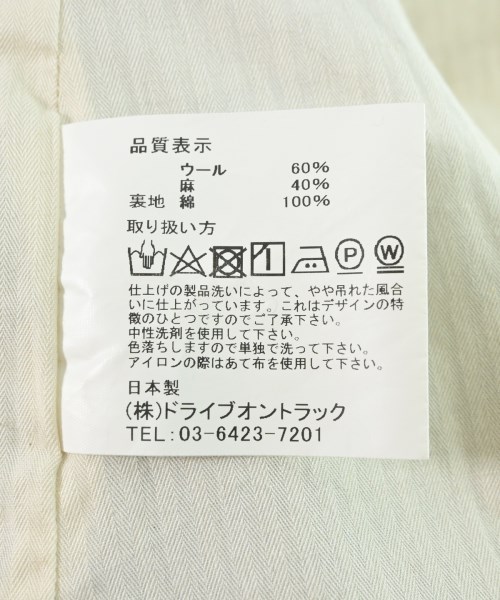 品質表示
ウール 60%
麻 40%
裏地 綿 100%
取り扱い方
P W
仕上げの製品洗いによって、やや吊れた風合
いに仕上がっています。これはデザインの特
徴のひとつですのでご了承下さい。
中性洗剤を使用して下さい。
色落ちしますので単独で洗って下さい。
アイロンの際はあて布を使用して下さい。
日本製
(株)ドライブオントラック
TEL: 03-6423-7201